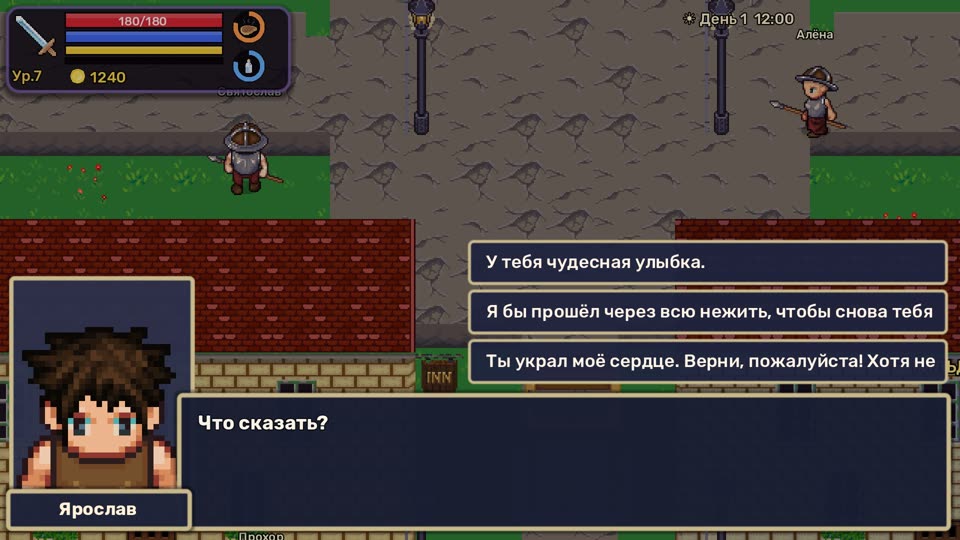 180/180
День 1 12:00
Алёна
Ур.7
1240
Святослав
У тебя чудесная улыбка.
Я бы прошёл через всю нежить, чтобы снова тебя
Ты украл моё сердце. Верни, пожалуйста! Хотя не
INN
Что сказать?
Ярослав
Прохор